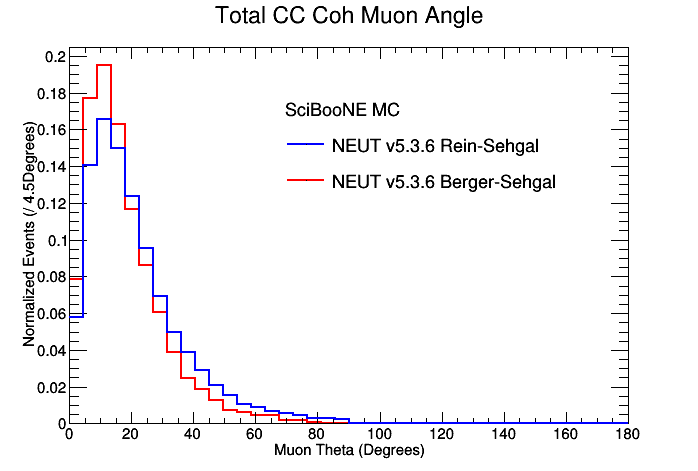 Total CC Coh Muon Angle
Normalized Events (/ 4.5Degrees)
0.2
0.18
0.16
0.14
0.12
0.1
0.08
0.06
0.04
0.02
0
SciBooNE MC
NEUT v5.3.6 Rein-Sehgal
NEUT v5.3.6 Berger-Sehgal
0 20 40 60 80 100 120 140 160 180
Muon Theta (Degrees)